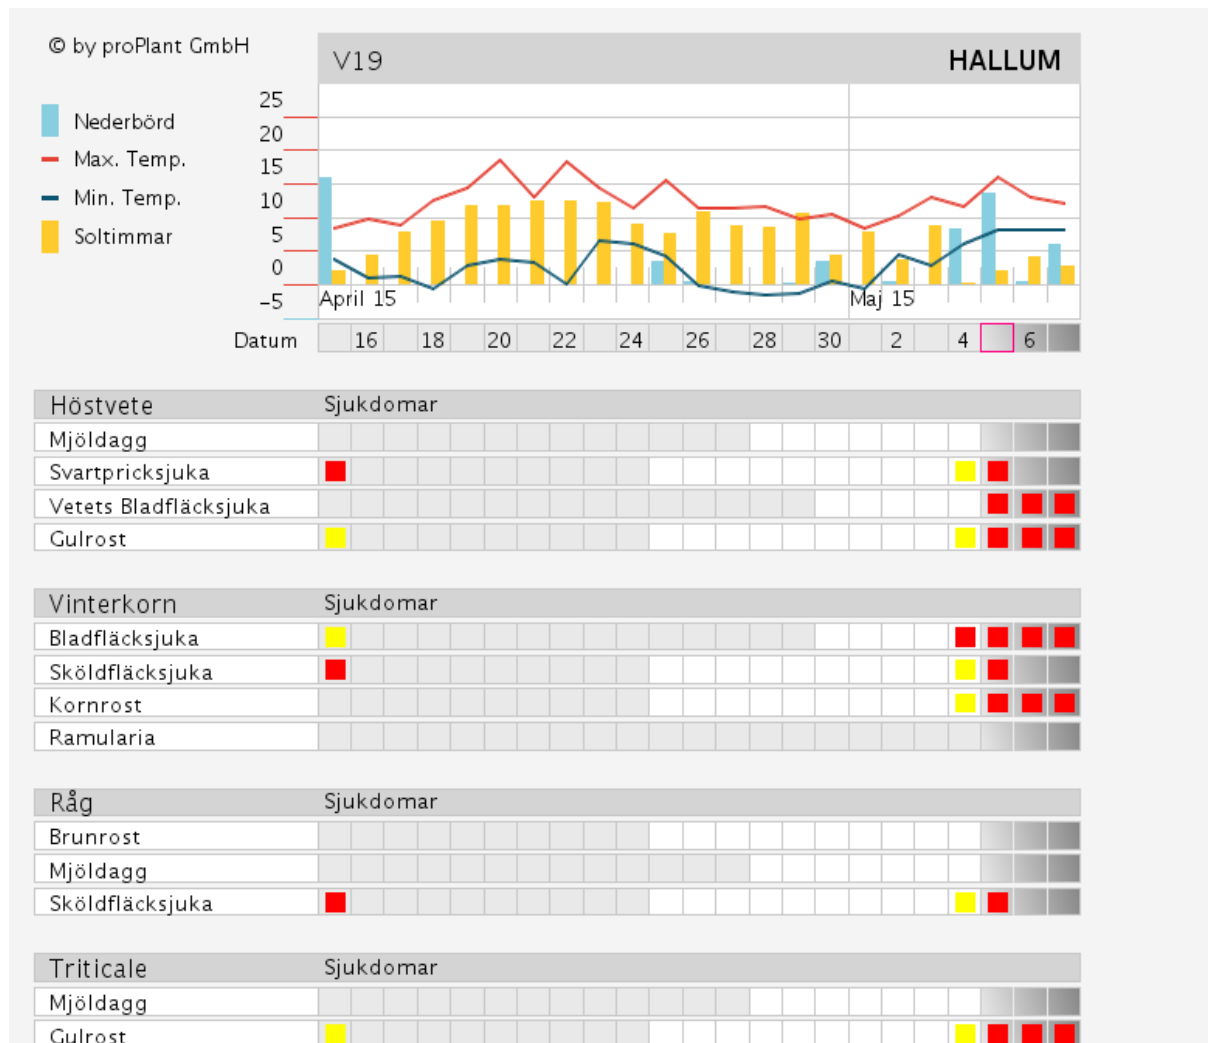 © by proPlant GmbH
V19 HALLUM
Nederbörd
Max. Temp.
Min. Temp.
Soltimmar
25
20
15
10
5
0
-5
April 15 Maj 15
Datum 16 18 20 22 24 26 28 30 2 4 6
Höstvete Sjukdomar
Mjöldagg
Svartpricksjuka
Vetets Bladfläcksjuka
Gulrost
Vinterkorn Sjukdomar
Bladfläcksjuka
Sköldfläcksjuka
Kornrost
Ramularia
Råg Sjukdomar
Brunrost
Mjöldagg
Sköldfläcksjuka
Triticale Sjukdomar
Mjöldagg
Gulrost